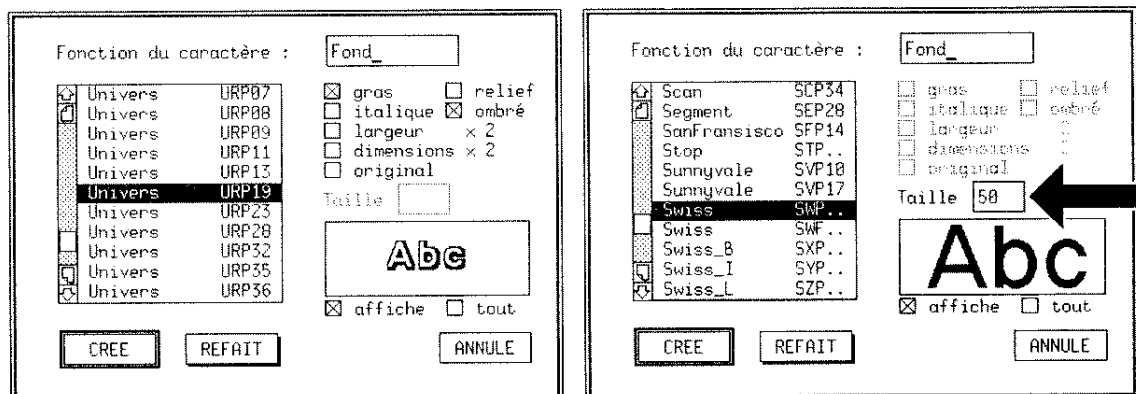 Fonction du caractère :
Fond_
Univers URP07
Univers URP08
Univers URP09
Univers URP11
Univers URP13
Univers URP19
Univers URP23
Univers URP28
Univers URP32
Univers URP35
Univers URP36
gras relief
italique ombré
largeur × 2
dimensions × 2
original
Taille
Abc
affiche tout
CREE REFAIT ANNULE
Fonction du caractère :
Fond_
Scan SCP34
Segment SEP28
SanFransisco SFP14
Stop STP..
Sunnyvale SVP10
Sunnyvale SVP17
Swiss SWP..
Swiss SWF..
Swiss_B SXP..
Swiss_I SYP..
Swiss_L SZP..
gras relief
italique ombré
largeur 2
dimensions 2
original
Taille 50
Abc
affiche tout
CREE REFAIT ANNULE